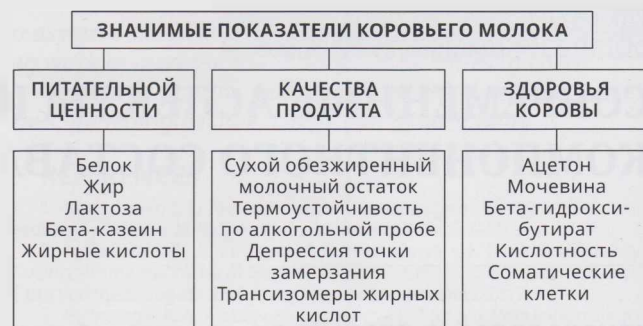 ЗНАЧИМЫЕ ПОКАЗАТЕЛИ КОРОВЬЕГО МОЛОКА
ПИТАТЕЛЬНОЙ
ЦЕННОСТИ
Белок
Жир
Лактоза
Бета-казеин
Жирные кислоты
КАЧЕСТВА
ПРОДУКТА
Сухой обезжиренный
молочный остаток
Термоустойчивость
по алкогольной пробе
Депрессия точки
замерзания
Трансизомеры жирных
кислот
ЗДОРОВЬЯ
КОРОВЫ
Ацетон
Мочевина
Бета-гидрокси-
бутират
Кислотность
Соматические
клетки